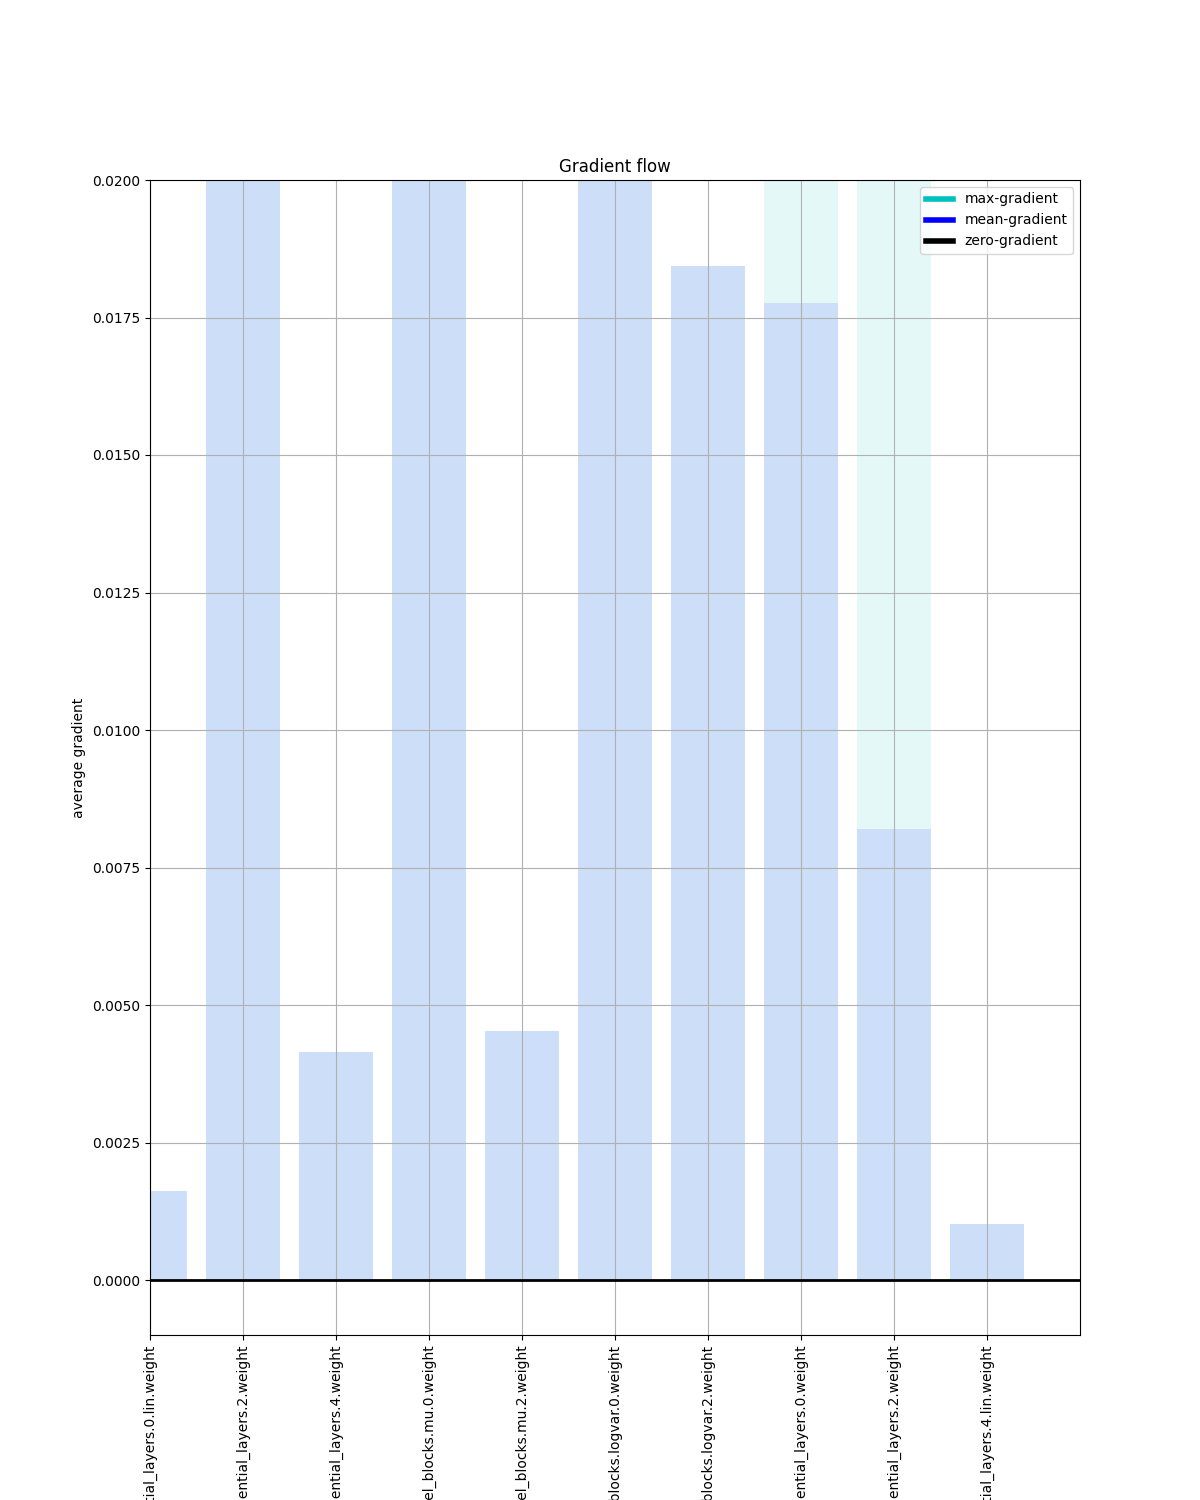 Gradient flow
max-gradient
mean-gradient
zero-gradient
0.0200
0.0175
0.0150
0.0125
0.0100
0.0075
0.0050
0.0025
0.0000
average gradient
tial_layers.0.lin.weight
ential_layers.2.weight
ential_layers.4.weight
el_blocks.mu.0.weight
el_blocks.mu.2.weight
blocks.logvar.0.weight
blocks.logvar.2.weight
ential_layers.0.weight
ential_layers.2.weight
tial_layers.4.lin.weight